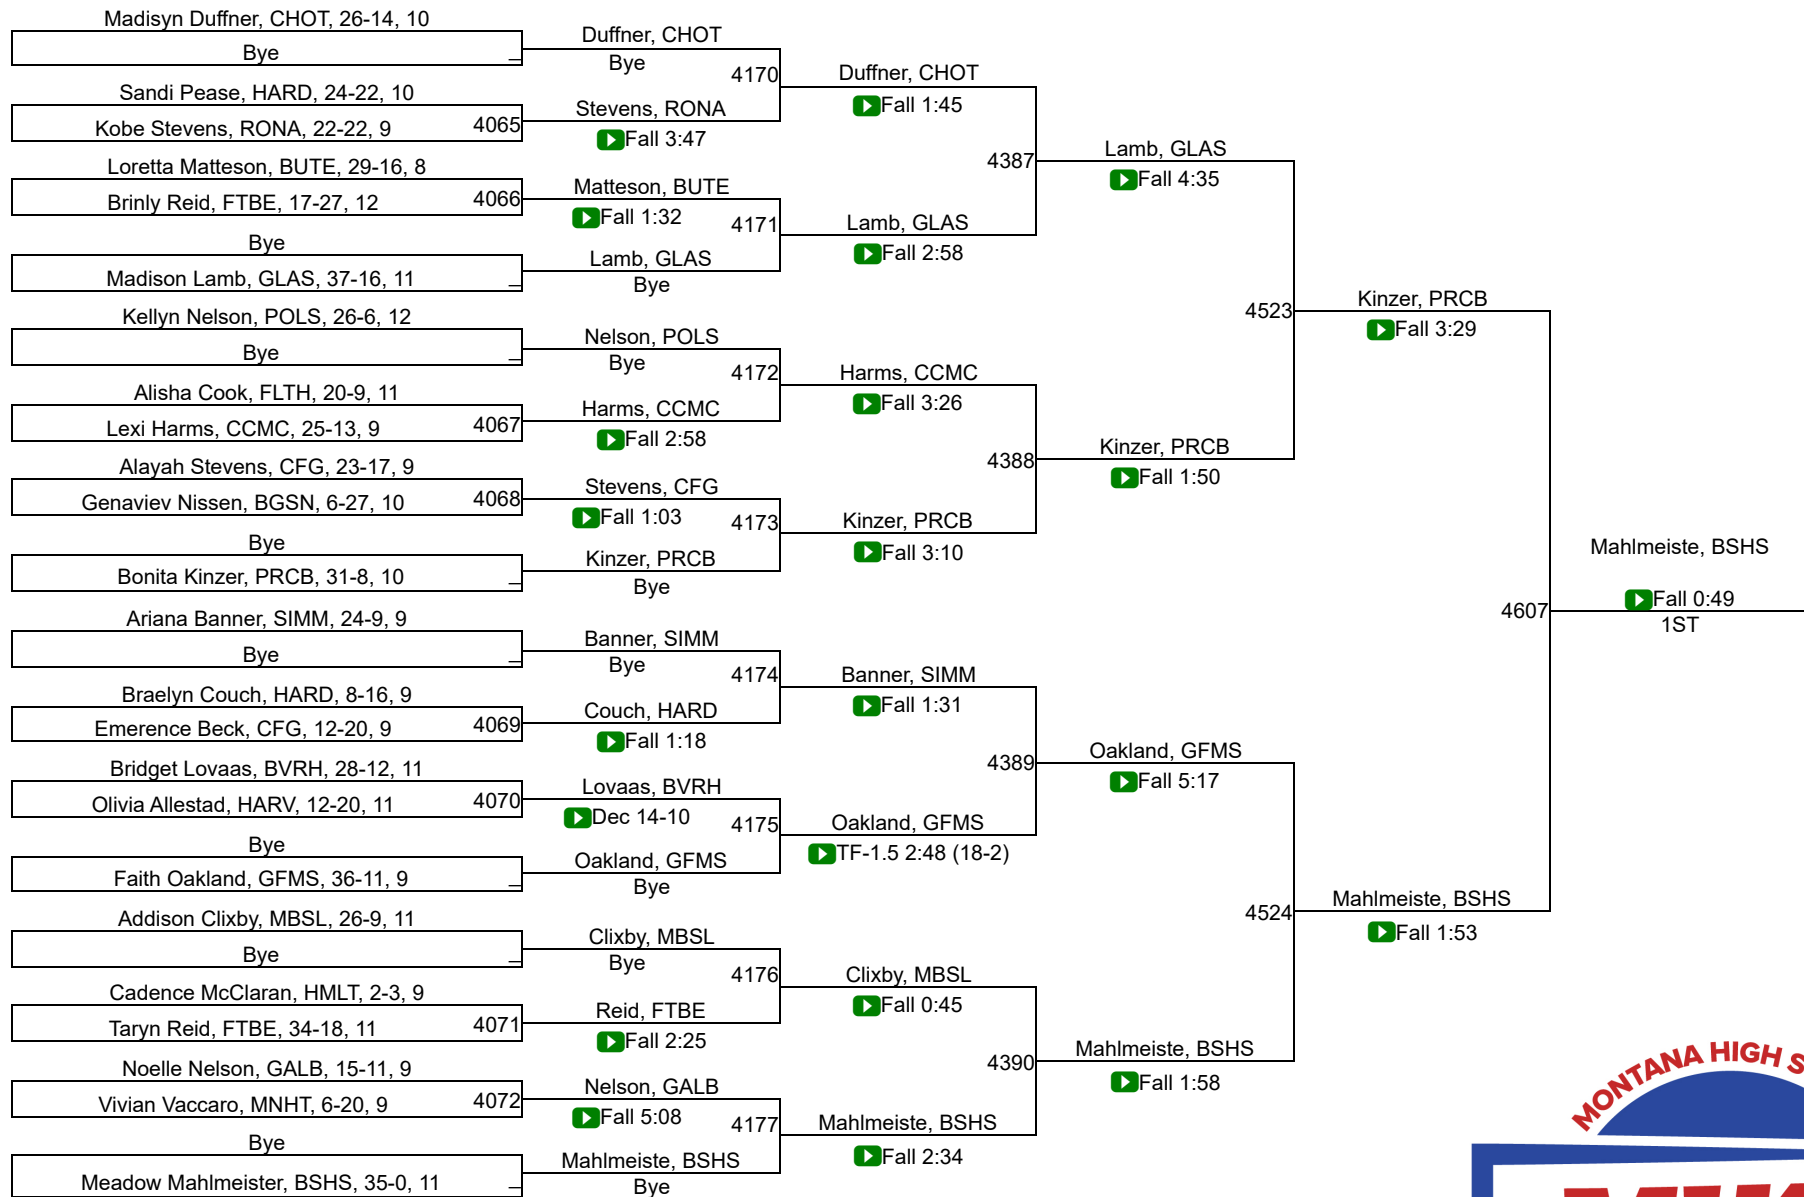 Madisyn Duffner, CHOT, 26-14, 10
Bye
Sandi Pease, HARD, 24-22, 10
Kobe Stevens, RONA, 22-22, 9
4065
Loretta Matteson, BUTE, 29-16, 8
Brinly Reid, FTBE, 17-27, 12
4066
Bye
Madison Lamb, GLAS, 37-16, 11
Kellyn Nelson, POLS, 26-6, 12
Bye
Alisha Cook, FLTH, 20-9, 11
Lexi Harms, CCMC, 25-13, 9
4067
Alayah Stevens, CFG, 23-17, 9
Genaviev Nissen, BGSN, 6-27, 10
4068
Bye
Bonita Kinzer, PRCB, 31-8, 10
Ariana Banner, SIMM, 24-9, 9
Bye
Braelyn Couch, HARD, 8-16, 9
Emerence Beck, CFG, 12-20, 9
4069
Bridget Lovaas, BVRH, 28-12, 11
Olivia Allestad, HARV, 12-20, 11
4070
Bye
Faith Oakland, GFMS, 36-11, 9
Addison Clixby, MBSL, 26-9, 11
Bye
Cadence McClaran, HMLT, 2-3, 9
Taryn Reid, FTBE, 34-18, 11
4071
Noelle Nelson, GALB, 15-11, 9
Vivian Vaccaro, MNHT, 6-20, 9
4072
Bye
Meadow Mahlmeister, BSHS, 35-0, 11
Duffner, CHOT
Bye
4170
Stevens, RONA
Fall 3:47
Matteson, BUTE
Fall 1:32
4171
Lamb, GLAS
Bye
Nelson, POLS
Bye
4172
Harms, CCMC
Fall 2:58
Stevens, CFG
Fall 1:03
4173
Kinzer, PRCB
Bye
Banner, SIMM
Bye
4174
Couch, HARD
Fall 1:18
Lovaas, BVRH
Dec 14-10
4175
Oakland, GFMS
Bye
Clixby, MBSL
Bye
4176
Reid, FTBE
Fall 2:25
Nelson, GALB
Fall 5:08
4177
Mahlmeiste, BSHS
Bye
Duffner, CHOT
Fall 1:45
4387
Lamb, GLAS
Fall 2:58
Harms, CCMC
Fall 3:26
4388
Kinzer, PRCB
Fall 3:10
Banner, SIMM
Fall 1:31
4389
Oakland, GFMS
TF-1.5 2:48 (18-2)
Clixby, MBSL
Fall 0:45
4390
Mahlmeiste, BSHS
Fall 2:34
Lamb, GLAS
Fall 4:35
4523
Kinzer, PRCB
Fall 1:50
Oakland, GFMS
Fall 5:17
4524
Mahlmeiste, BSHS
Fall 1:58
Kinzer, PRCB
Fall 3:29
4607
Mahlmeiste, BSHS
Fall 1:53
Mahlmeiste, BSHS
Fall 0:49
1ST
MONTANA HIGH S